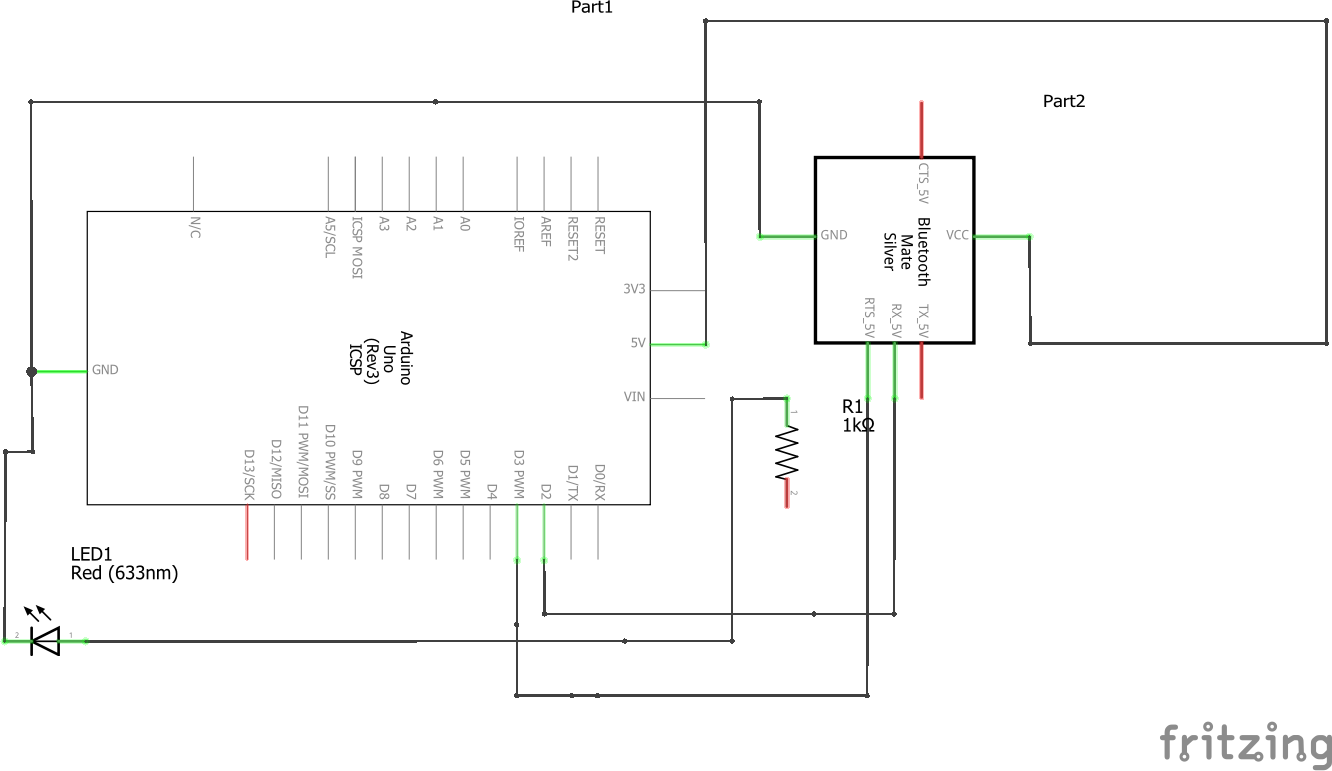 Part1
Part2
N/C
A5/SCL
ICSP MOSI
A3
A2
A1
A0
IOREF
AREF
RESET2
RESET
CTS_5V
GND
Bluetooth
Mate
Silver
VCC
3V3
RTS_5V
RX_5V
TX_5V
5V
Arduino
Uno
(Rev3)
ICSP
GND
VIN
1
R1
1kΩ
2
D13/SCK
D12/MISO
D11 PWM/MOSI
D10 PWM/SS
D9 PWM
D8
D7
D6 PWM
D5 PWM
D4
D3 PWM
D2
D1/TX
D0/RX
LED1
Red (633nm)
2
1
fritzing